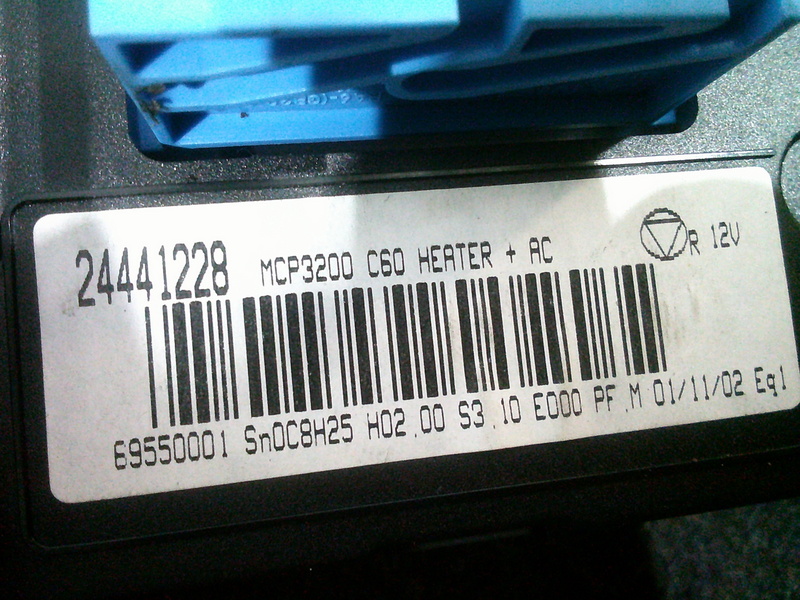 24441228 MCP3200 C60 HEATER + AC R 12V
69550001 Sn0C8H25 H02.00 S3.10 E000 PF.M 01/11/02 Eq1